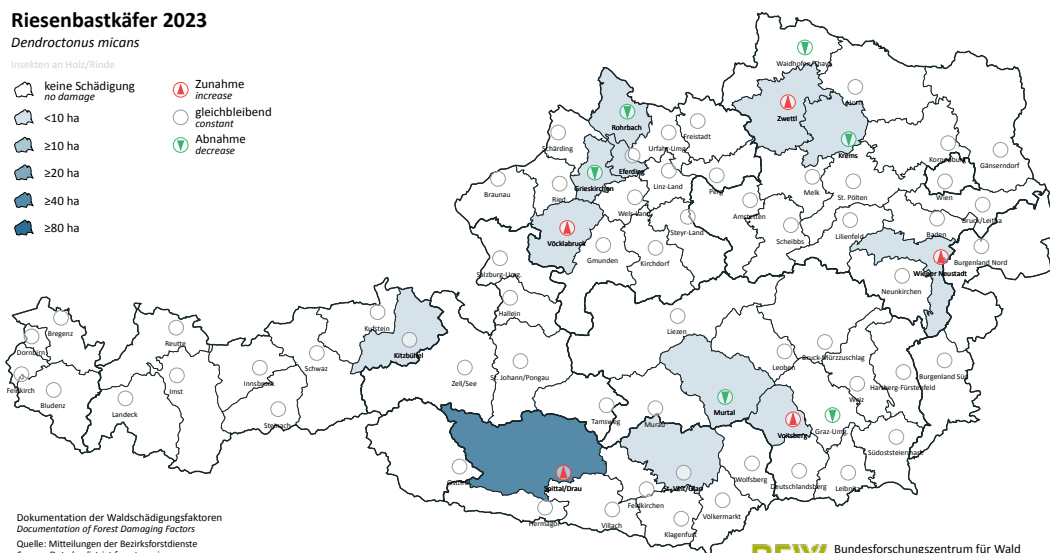 Riesenbastkäfer 2023
Dendroctonus micans
Insekten an Holz/Rinde
keine Schädigung
no damage
<10 ha
≥10 ha
≥20 ha
≥40 ha
≥80 ha
Zunahme
increase
gleichbleibend
constant
Abnahme
decrease
Waidhofen/Thaya
Zwettl
Horn
Krems
Rohrbach
Freistadt
Schärding
Urfahr-Umg.
Eferding
Grieskirchen
Linz-Land
Perg
Braunau
Ried
Wels-Land
Melk
St. Pölten
Korneuburg
Gänserndorf
Wien
Bruck/Leitha
Amstetten
Steyr-Land
Scheibbs
Lilienfeld
Baden
Vöcklabruck
Gmunden
Kirchdorf
Wiener Neustadt
Burgenland Nord
Salzburg-Umg.
Neunkirchen
Hallein
Liezen
Kufstein
Bregenz
Reutte
Kitzbühel
Dornbirn
Schwaz
Leoben
Bruck-Mürzzuschlag
Zell/See
St. Johann/Pongau
Feldkirch
Imst
Innsbruck
Hartberg-Fürstenfeld
Burgenland Süd
Weiz
Bludenz
Landeck
Steinach
Tamsweg
Murau
Murtal
Voitsberg
Graz-Umg.
Südoststeiermark
Osttirol
Spittal/Drau
St. Veit/Glan
Wolfsberg
Deutschlandsberg
Leibnitz
Hermagor
Villach
Feldkirchen
Völkermarkt
Klagenfurt
Dokumentation der Waldschädigungsfaktoren
Documentation of Forest Damaging Factors
Quelle: Mitteilungen der Bezirksforstdienste
BFW
Bundesforschungszentrum für Wald